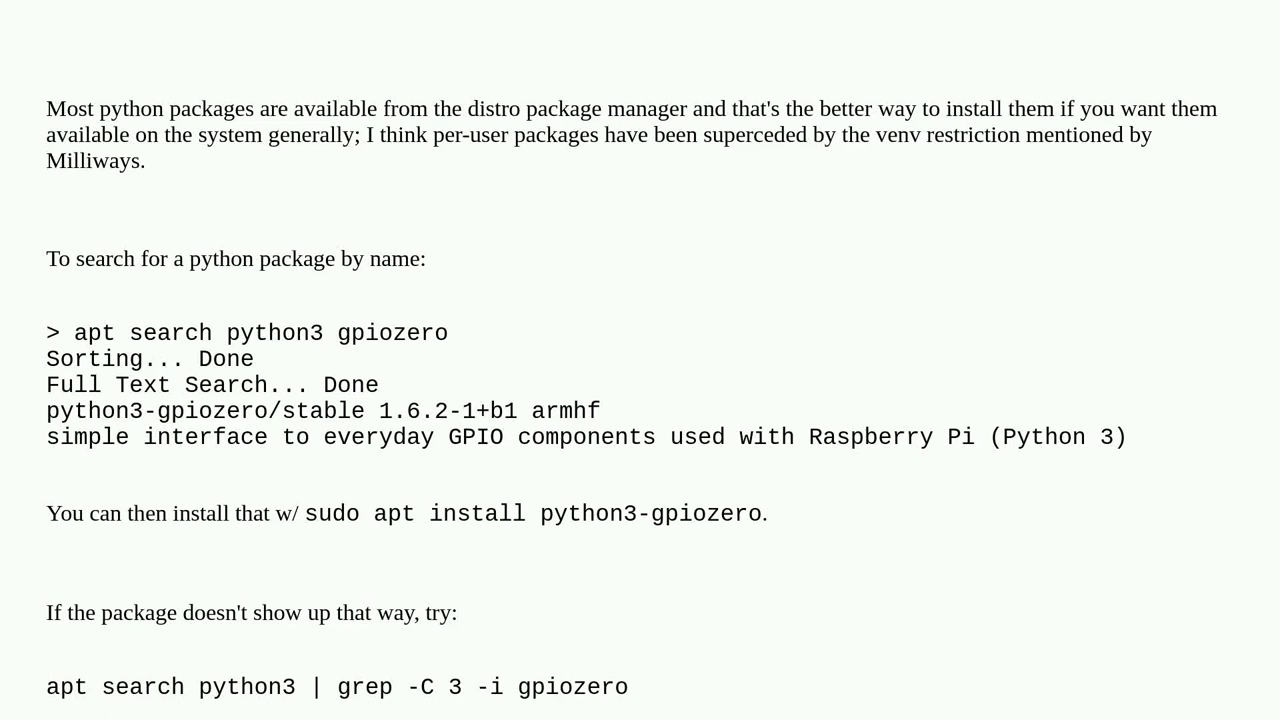 Most python packages are available from the distro package manager and that's the better way to install them if you want them
available on the system generally; I think per-user packages have been superceded by the venv restriction mentioned by
Milliways.
To search for a python package by name:
> apt search python3 gpiozero
Sorting... Done
Full Text Search... Done
python3-gpiozero/stable 1.6.2-1+b1 armhf
simple interface to everyday GPIO components used with Raspberry Pi (Python 3)
You can then install that w/ sudo apt install python3-gpiozero.
If the package doesn't show up that way, try:
apt search python3 | grep -C 3 -i gpiozero